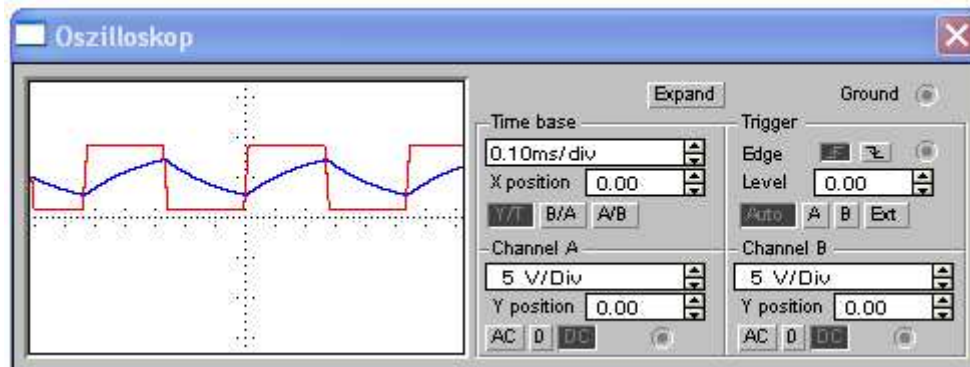 Oszilloskop
Expand
Ground
Time base
0.10ms/div
X position 0.00
Y/T B/A A/B
Trigger
Edge
Level 0.00
Auto A B Ext
Channel A
5 V/Div
Y position 0.00
AC 0 DC
Channel B
5 V/Div
Y position 0.00
AC 0 DC